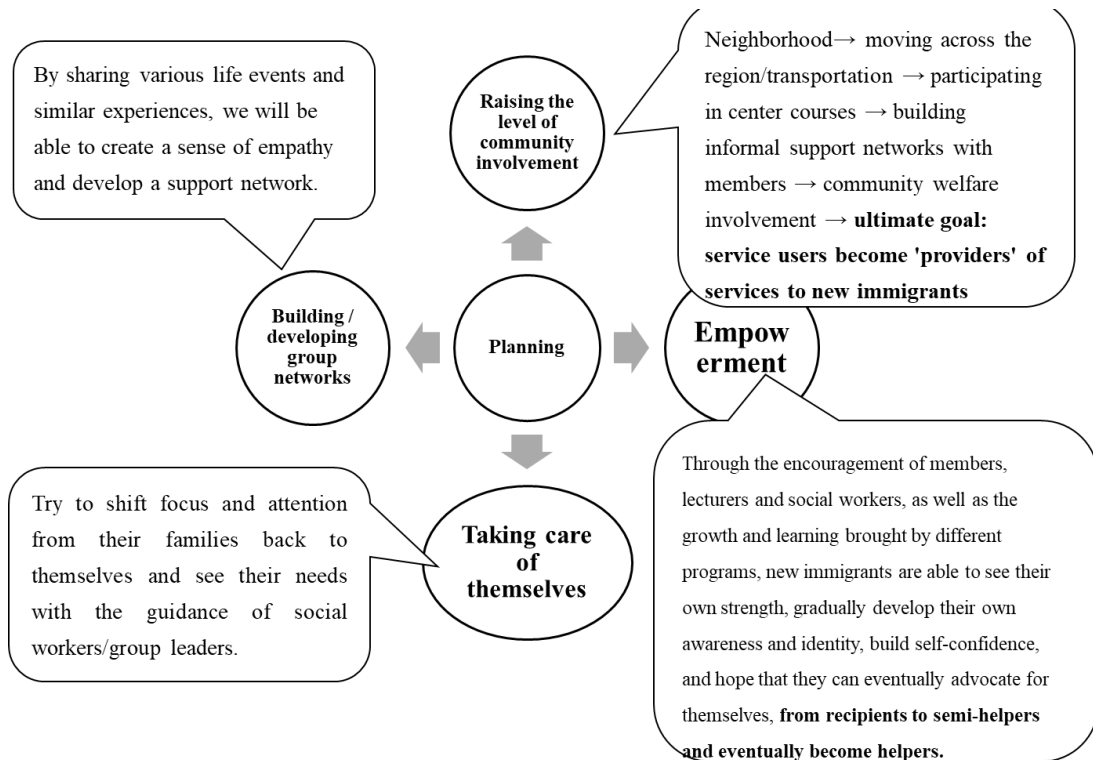 By sharing various life events and
similar experiences, we will be
able to create a sense of empathy
and develop a support network.
Raising the
level of
community
involvement
Neighborhood→ moving across the
region/transportation → participating
in center courses → building
informal support networks with
members → community welfare
involvement → ultimate goal:
service users become 'providers' of
services to new immigrants
Building /
developing
group
networks
Planning
Empow
erment
Try to shift focus and attention
from their families back to
themselves and see their needs
with the guidance of social
workers/group leaders.
Taking care
of
themselves
Through the encouragement of members,
lecturers and social workers, as well as the
growth and learning brought by different
programs, new immigrants are able to see their
own strength, gradually develop their own
awareness and identity, build self-confidence,
and hope that they can eventually advocate for
themselves, from recipients to semi-helpers
and eventually become helpers.